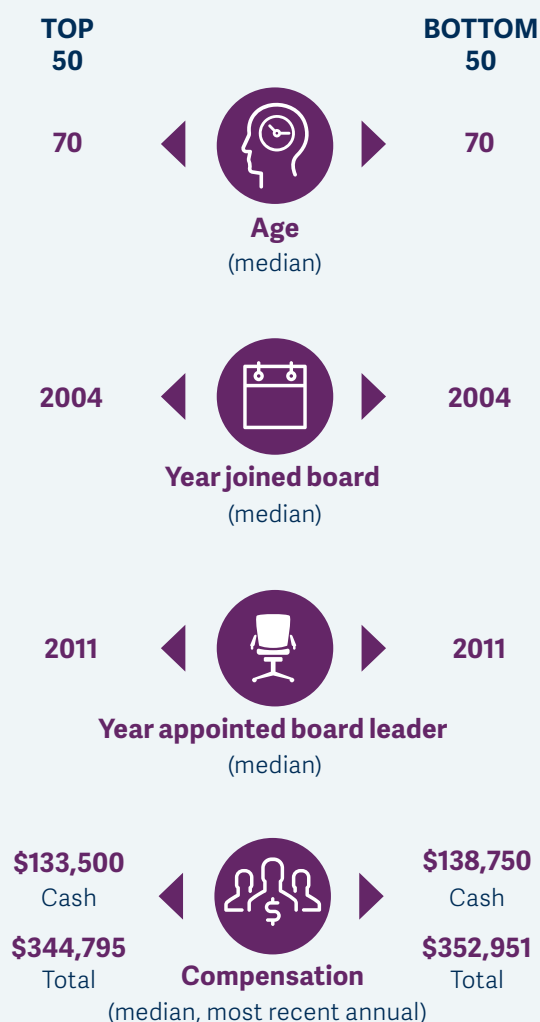 TOP
50
BOTTOM
50
70
70
Age
(median)
2004
2004
Year joined board
(median)
2011
2011
Year appointed board leader
(median)
$133,500
Cash
$344,795
Total
$
$138,750
Cash
$352,951
Total
Compensation
(median, most recent annual)